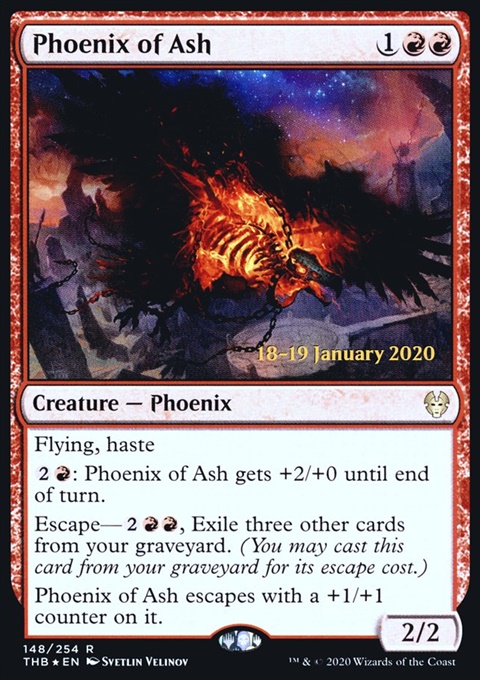 Phoenix of Ash 1
18-19 January 2020
Creature — Phoenix
Flying, haste
2 : Phoenix of Ash gets +2/+0 until end
of turn.
Escape—2 , Exile three other cards
from your graveyard. (You may cast this
card from your graveyard for its escape cost.)
Phoenix of Ash escapes with a +1/+1
counter on it.
2/2
148/254 R
THB★EN Svetlin Velinov
™ & © 2020 Wizards of the Coast